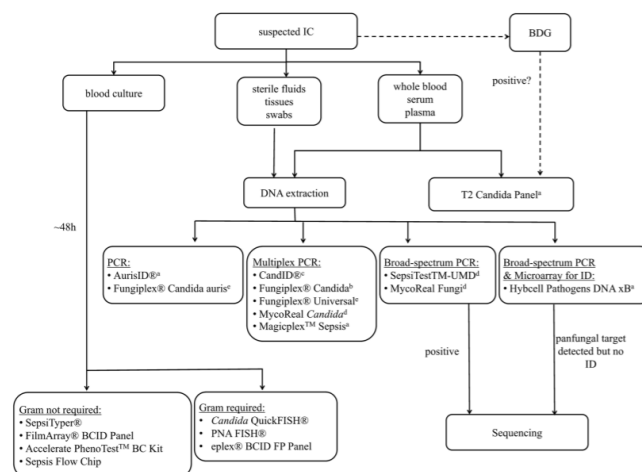 suspected IC
BDG
blood culture
sterile fluids
tissues
swabs
whole blood
serum
plasma
positive?
DNA extraction
T2 Candida Panelᵃ
~48h
PCR:
• AurisID®ᵃ
• Fungiplex® Candida aurisᵉ
Multiplex PCR:
• CandID®ᵉ
• Fungiplex® Candidaᵇ
• Fungiplex® Universalᵉ
• MycoReal Candidaᵈ
• Magicplex™ Sepsisᵃ
Broad-spectrum PCR:
• SepsiTestTM-UMDᵈ
• MycoReal Fungiᵈ
Broad-spectrum PCR
& Microarray for ID:
• Hybcell Pathogens DNA xBᵃ
positive
panfungal target
detected but no
ID
Gram not required:
• SepsiTyper®
• FilmArray® BCID Panel
• Accelerate PhenoTest™ BC Kit
• Sepsis Flow Chip
Gram required:
• Candida QuickFISH®
• PNA FISH®
• eplex® BCID FP Panel
Sequencing